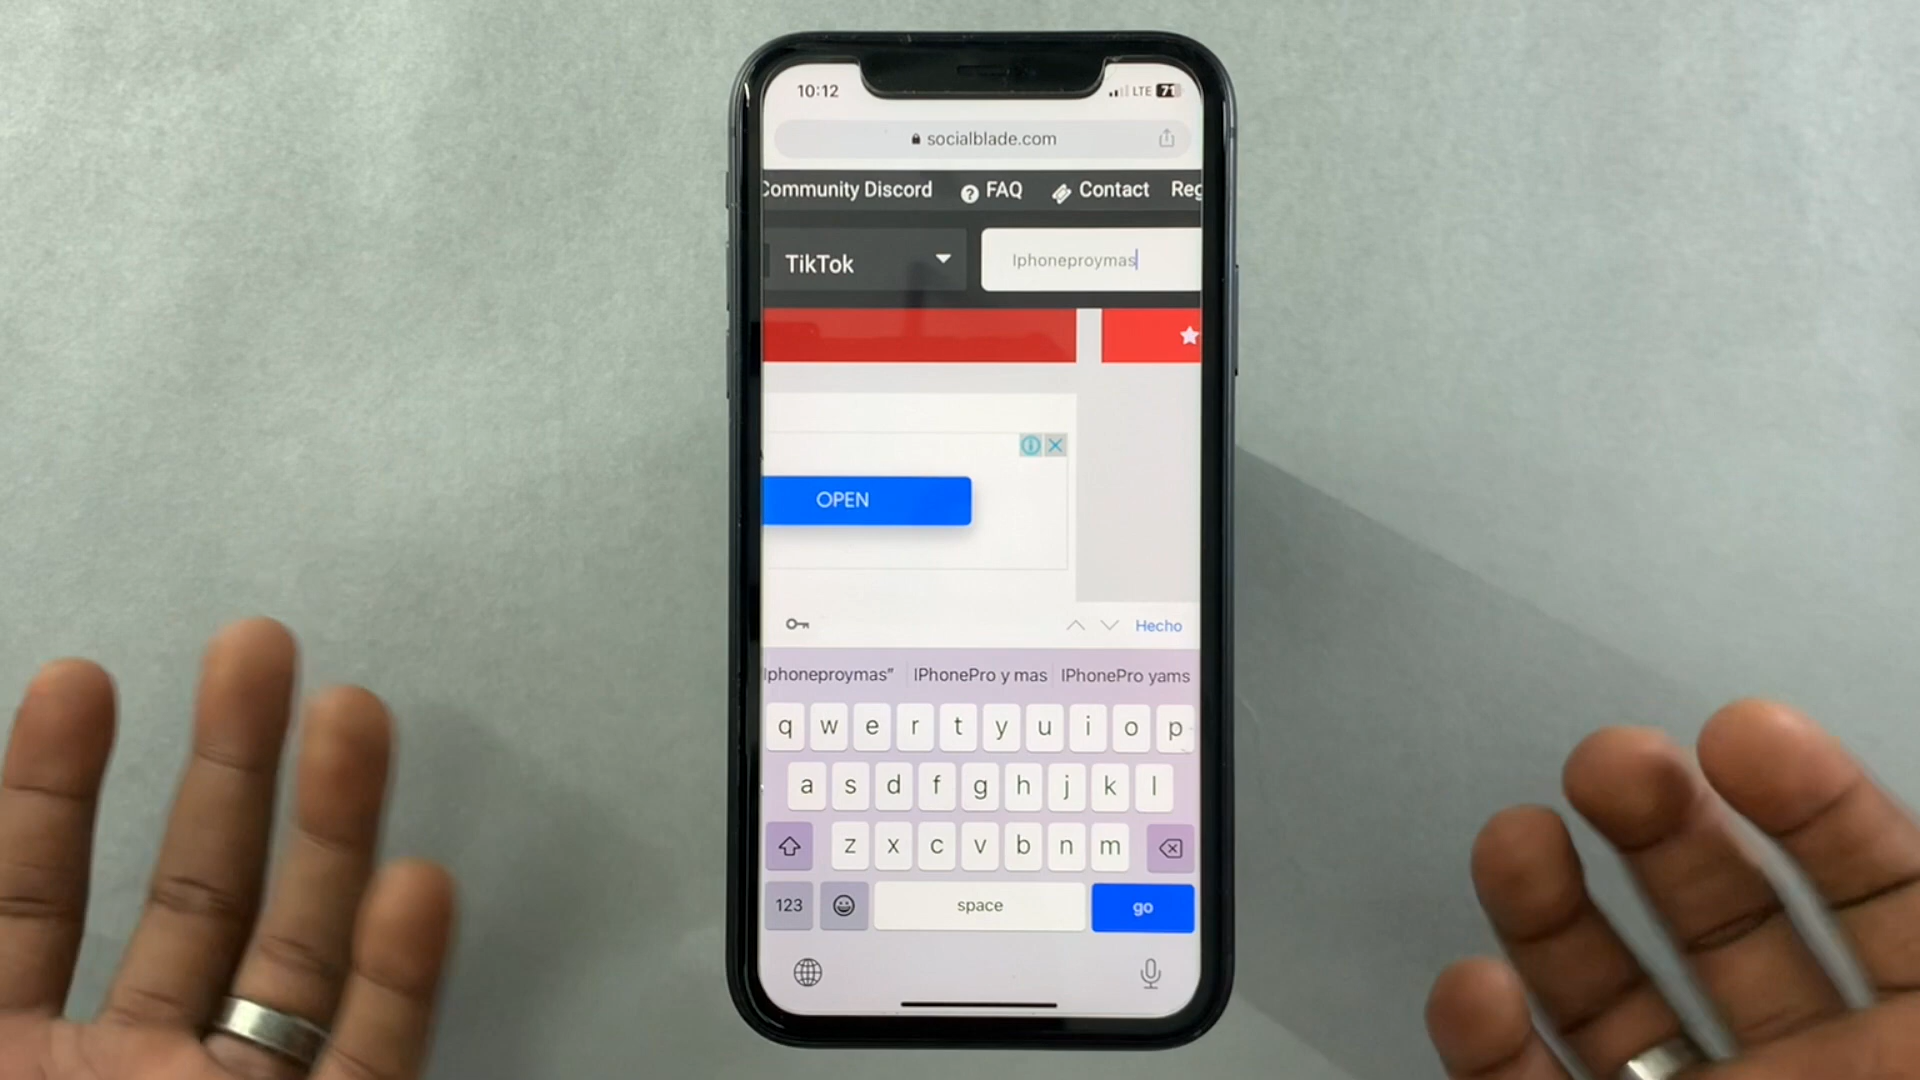 10:12 LTE 71
socialblade.com
Community Discord ? FAQ Contact Reg
TikTok Iphoneproymas
OPEN
Hecho
Iphoneproymas” IPhonePro y mas IPhonePro yams
q w e r t y u i o p
a s d f g h j k l
z x c v b n m
123 space go